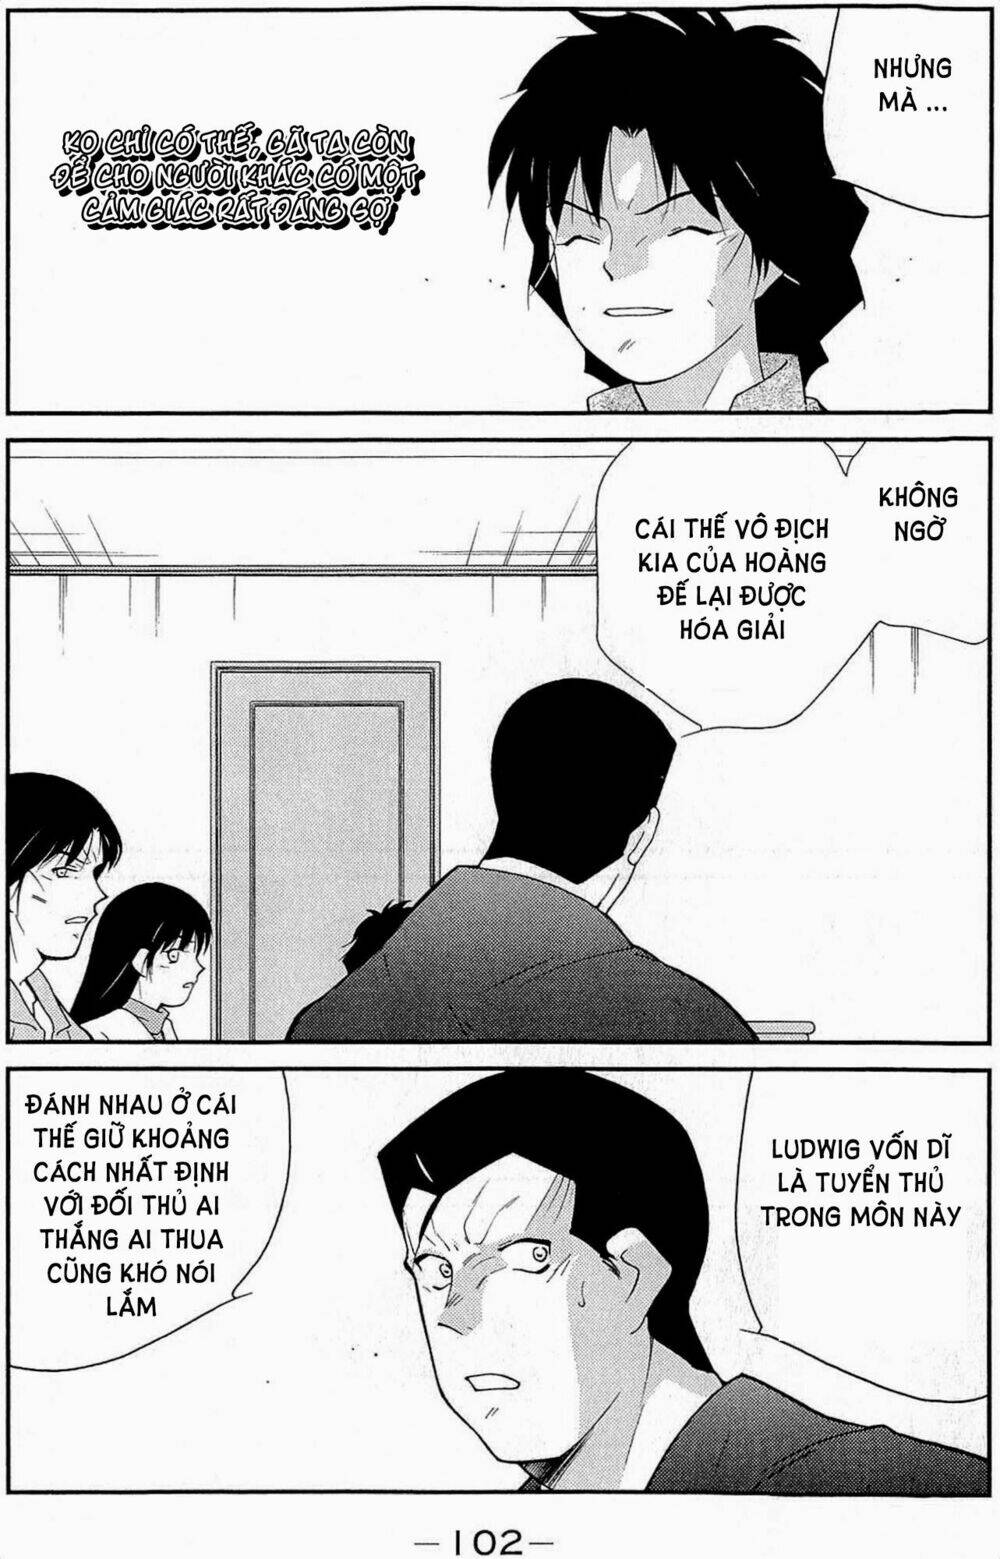 NHƯNG
MÀ ...
KO CHỈ CÓ THẾ, GÃ TA CÒN
ĐỂ CHO NGƯỜI KHÁC CÓ MỘT
CẢM GIÁC RẤT ĐÁNG SỢ
KHÔNG
NGỜ
CÁI THẾ VÔ ĐỊCH
KIA CỦA HOÀNG
ĐẾ LẠI ĐƯỢC
HÓA GIẢI
LUDWIG VỐN DĨ
LÀ TUYỂN THỦ
TRONG MÔN NÀY
ĐÁNH NHAU Ở CÁI
THẾ GIỮ KHOẢNG
CÁCH NHẤT ĐỊNH
VỚI ĐỐI THỦ AI
THẮNG AI THUA
CŨNG KHÓ NÓI
LẮM
—102—